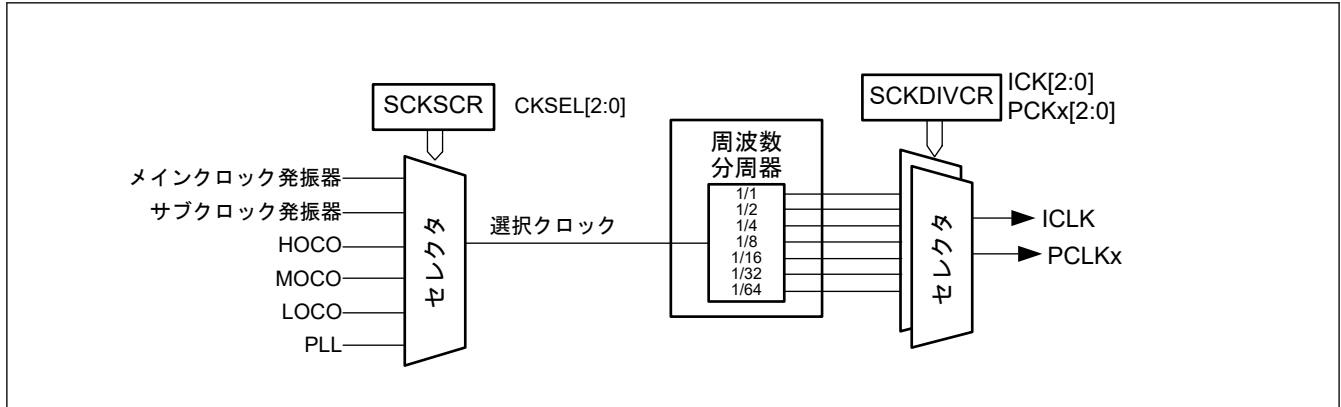 SCKSCR
CKSEL[2:0]
メインクロック発振器
サブクロック発振器
HOCO
MOCO
LOCO
PLL
セレクタ
選択クロック
周波数
分周器
1/1
1/2
1/4
1/8
1/16
1/32
1/64
SCKDIVCR
ICK[2:0]
PCKx[2:0]
セレクタ
ICLK
PCLKx